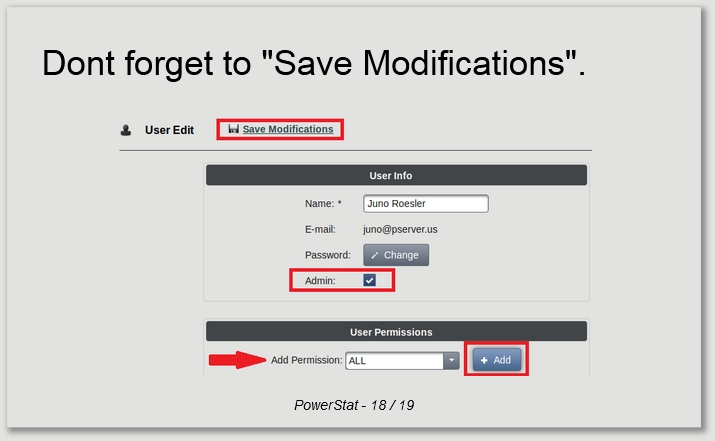 Dont forget to "Save Modifications".
User Edit Save Modifications
User Info
Name: * Juno Roesler
E-mail: juno@pserver.us
Password: Change
Admin:
User Permissions
Add Permission: ALL Add
PowerStat - 18 / 19